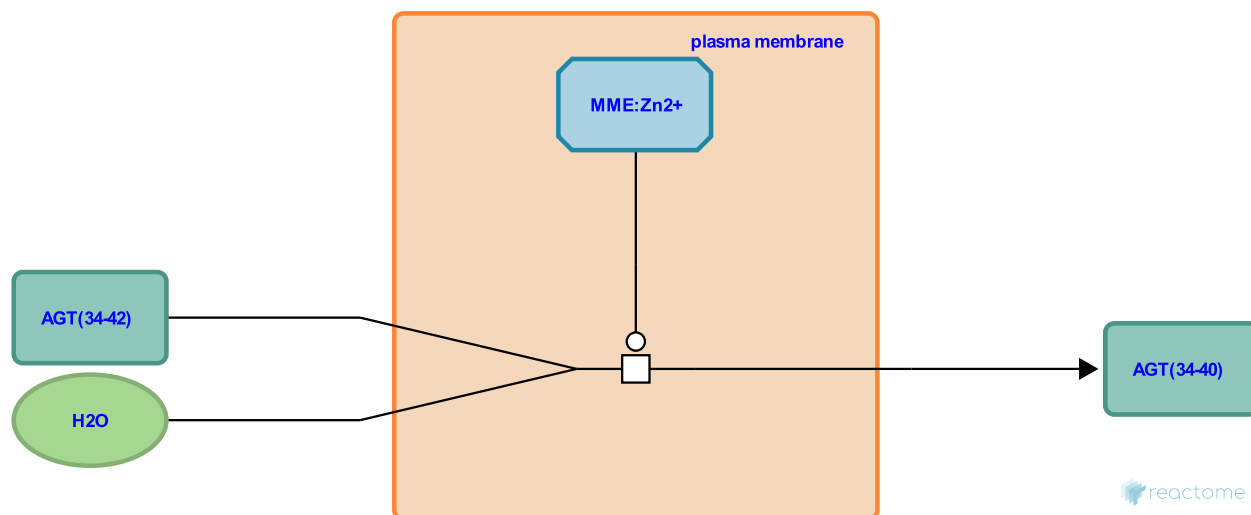 plasma membrane
MME:Zn2+
AGT(34-42)
H2O
AGT(34-40)
reactome